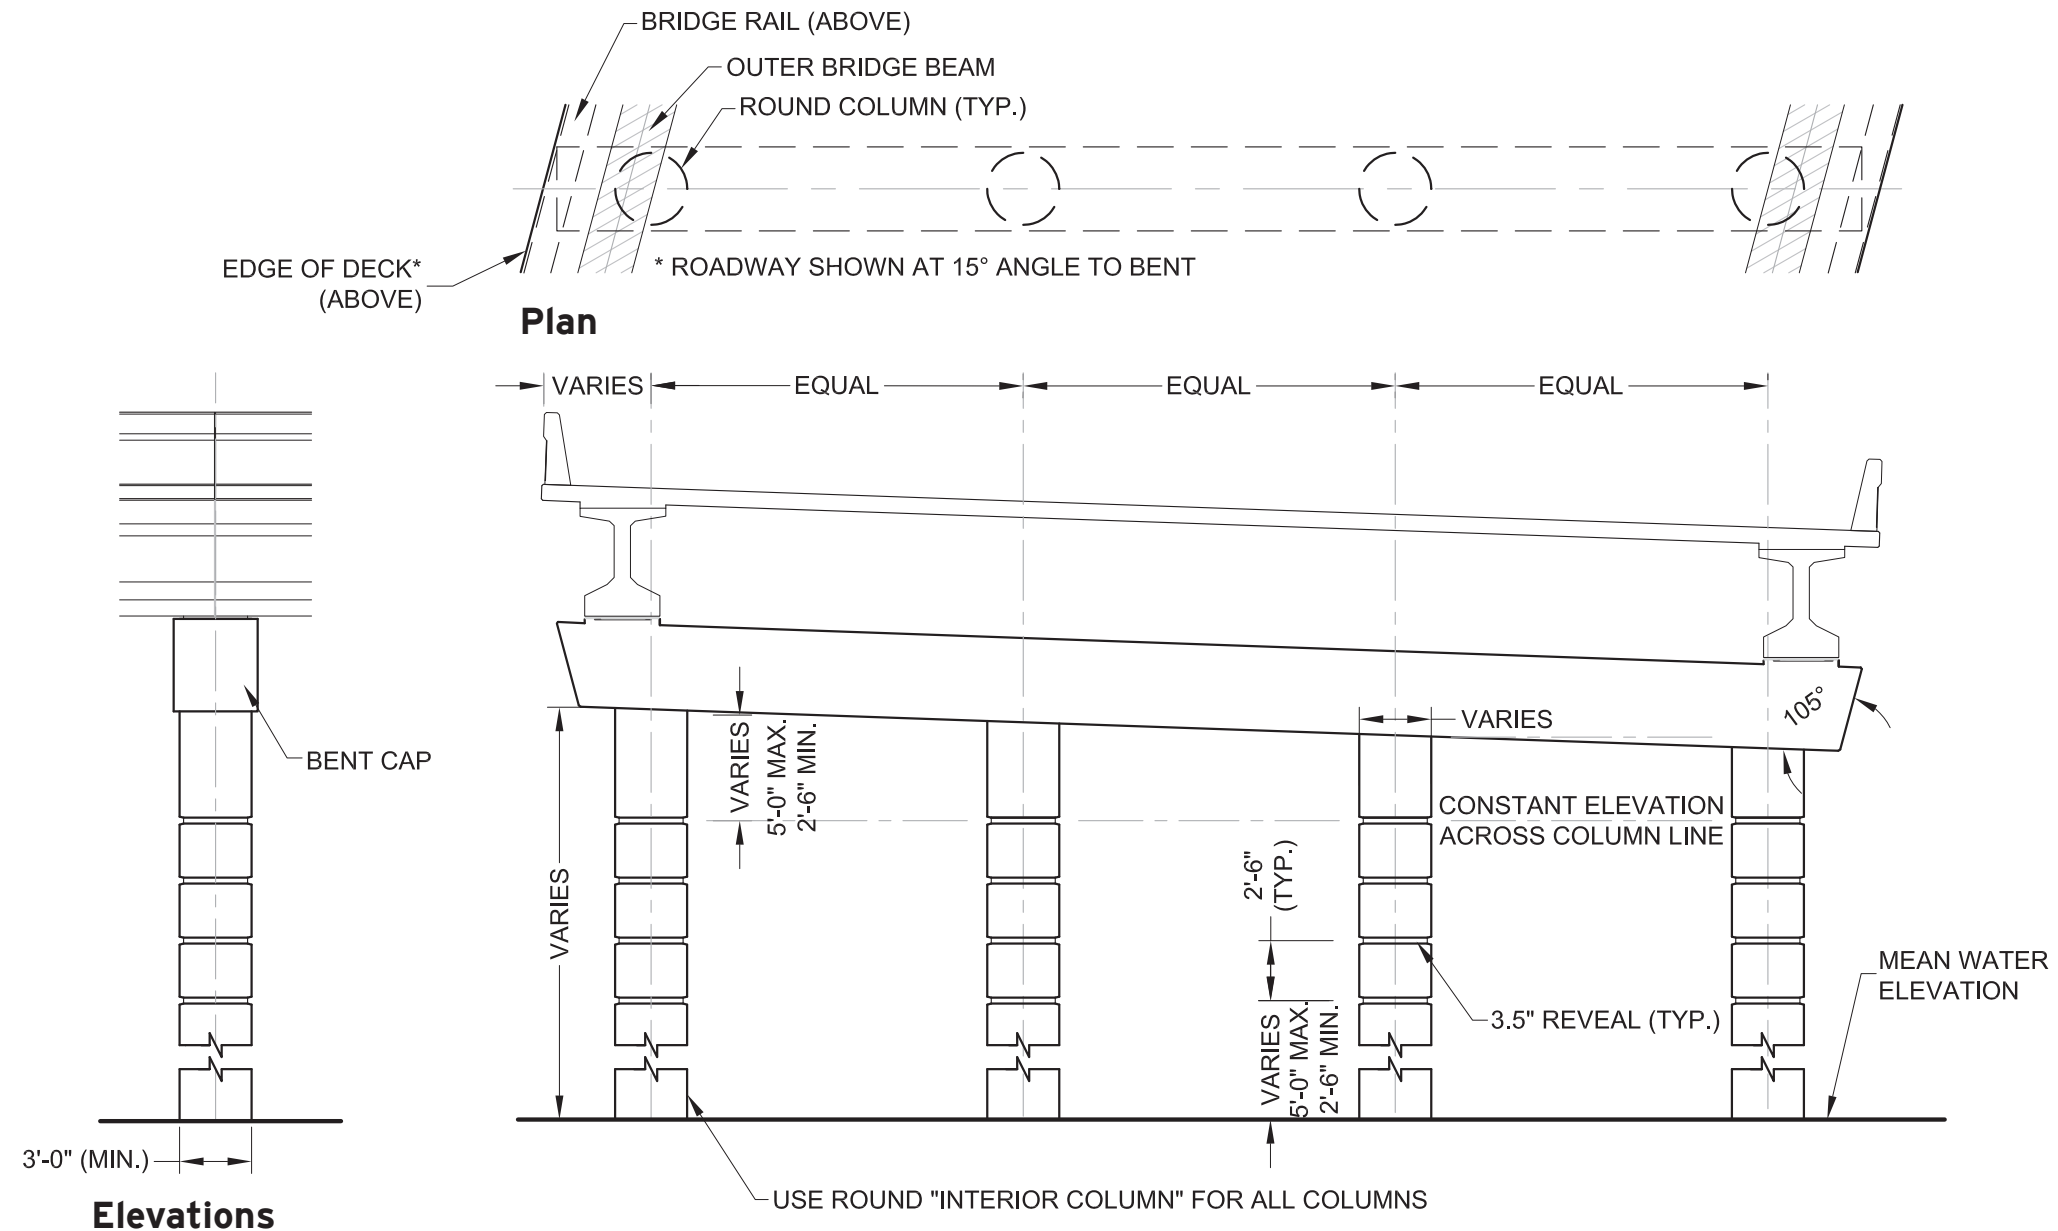 BRIDGE RAIL (ABOVE)
OUTER BRIDGE BEAM
ROUND COLUMN (TYP.)
EDGE OF DECK*
(ABOVE)
* ROADWAY SHOWN AT 15° ANGLE TO BENT
Plan
VARIES
EQUAL
EQUAL
EQUAL
BENT CAP
VARIES
5'-0" MAX.
2'-6" MIN.
VARIES
105°
CONSTANT ELEVATION
ACROSS COLUMN LINE
VARIES
2'-6"
(TYP.)
MEAN WATER
ELEVATION
3.5" REVEAL (TYP.)
VARIES
5'-0" MAX.
2'-6" MIN.
3'-0" (MIN.)
USE ROUND "INTERIOR COLUMN" FOR ALL COLUMNS
Elevations